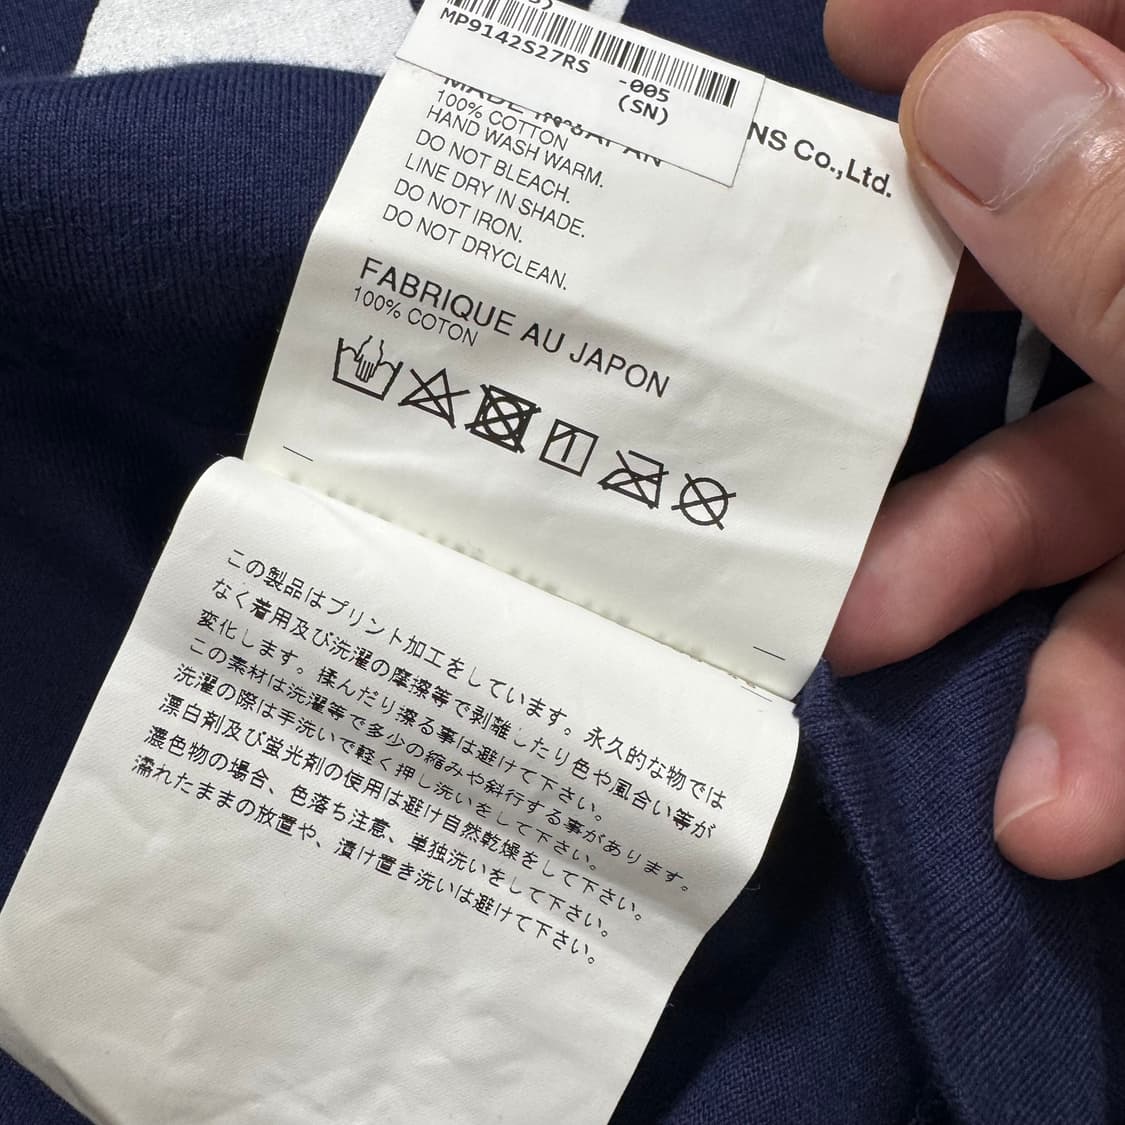 MP9142S27RS -005
(SN)
NS Co.,Ltd.
MADE IN JAPAN
100% COTTON
HAND WASH WARM.
DO NOT BLEACH.
LINE DRY IN SHADE.
DO NOT IRON.
DO NOT DRYCLEAN.
FABRIQUE AU JAPON
100% COTON
この製品はプリント加工をしています。永久的な物では
なく着用及び洗濯の摩擦等で剥離したり色や風合い等が
変化します。揉んだり擦る事は避けて下さい。
この素材は洗濯等で多少の縮みや斜行する事があります。
洗濯の際は手洗いで軽く押し洗いをして下さい。
漂白剤及び蛍光剤の使用は避け自然乾燥をして下さい。
濃色物の場合、色落ち注意、単独洗いをして下さい。
濡れたままの放置や、漬け置き洗いは避けて下さい。